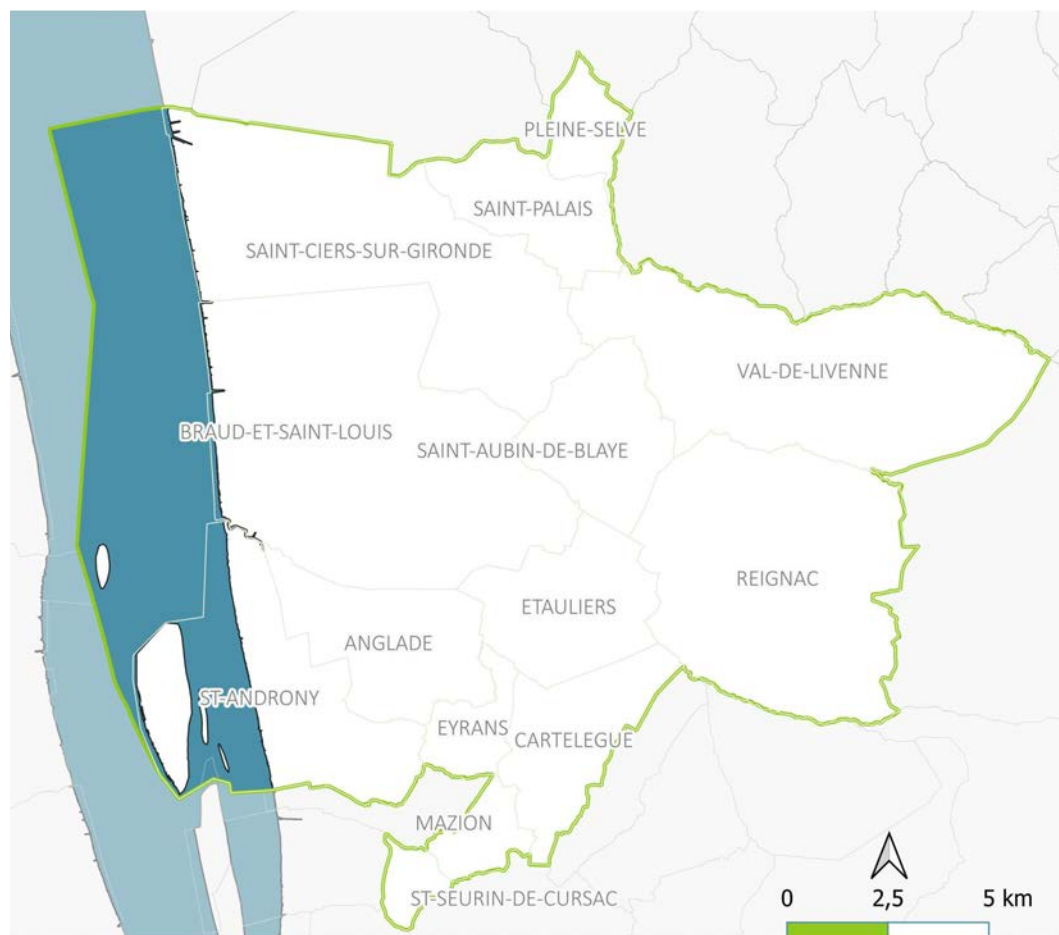 PLEINE-SELVE
SAINT-PALAIS
SAINT-CIERS-SUR-GIRONDE
VAL-DE-LIVENNE
BRAUD-ET-SAINT-LOUIS
SAINT-AUBIN-DE-BLAYE
REIGNAC
ETAULIERS
ANGLADE
ST-ANDRONY
EYRANS
CARTELEGUE
MAZION
ST-SEURIN-DE-CURSAC
0 2,5 5 km